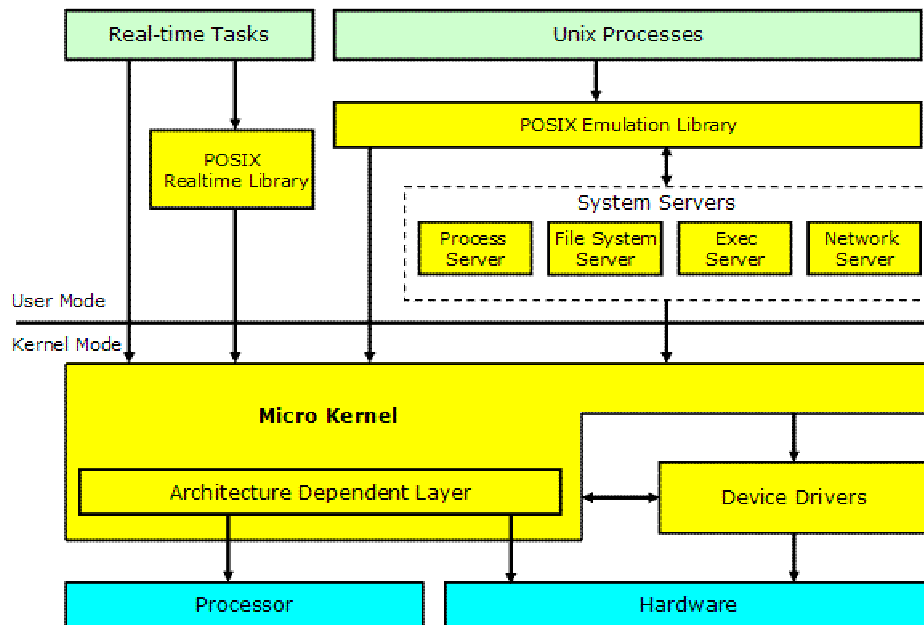 Real-time Tasks
Unix Processes
POSIX Emulation Library
POSIX
Realtime Library
System Servers
Process
Server
File System
Server
Exec
Server
Network
Server
User Mode
Kernel Mode
Micro Kernel
Architecture Dependent Layer
Device Drivers
Processor
Hardware